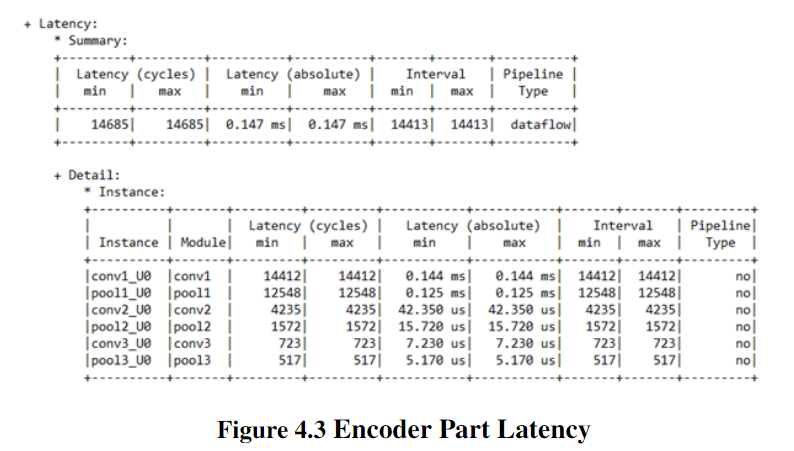 + Latency:
    * Summary:
    +---------+---------+----------+----------+-------+-------+----------+
    |  Latency (cycles) |  Latency (absolute) |    Interval   | Pipeline |
    |   min   |   max   |    min   |    max   |  min  |  max  |   Type   |
    +---------+---------+----------+----------+-------+-------+----------+
    |    14685|    14685| 0.147 ms| 0.147 ms| 14413| 14413| dataflow|
    +---------+---------+----------+----------+-------+-------+----------+
    + Detail:
        * Instance:
        +----------+-------+---------+---------+-----------+-----------+-------+-------+---------+
        |          |       |  Latency (cycles) |  Latency (absolute)   |    Interval   | Pipeline|
        | Instance | Module|   min   |   max   |    min    |    max    |  min  |  max  |   Type  |
        +----------+-------+---------+---------+-----------+-----------+-------+-------+---------+
        |conv1_U0 |conv1 | 14412| 14412| 0.144 ms| 0.144 ms| 14412| 14412| no|
        |pool1_U0 |pool1 | 12548| 12548| 0.125 ms| 0.125 ms| 12548| 12548| no|
        |conv2_U0 |conv2 | 4235| 4235| 42.350 us| 42.350 us| 4235| 4235| no|
        |pool2_U0 |pool2 | 1572| 1572| 15.720 us| 15.720 us| 1572| 1572| no|
        |conv3_U0 |conv3 | 723| 723| 7.230 us| 7.230 us| 723| 723| no|
        |pool3_U0 |pool3 | 517| 517| 5.170 us| 5.170 us| 517| 517| no|
        +----------+-------+---------+---------+-----------+-----------+-------+-------+---------+
Figure 4.3 Encoder Part Latency